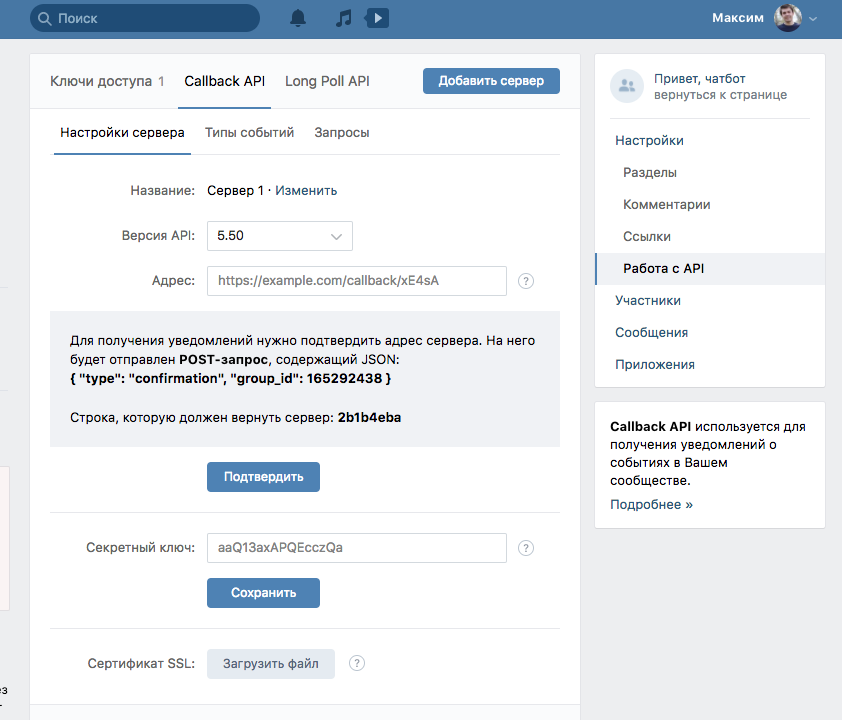 Поиск
Максим
Ключи доступа 1
Callback API
Long Poll API
Добавить сервер
Настройки сервера
Типы событий
Запросы
Название: Сервер 1 · Изменить
Версия API: 5.50
Адрес: https://example.com/callback/xE4sA ?
Для получения уведомлений нужно подтвердить адрес сервера. На него
будет отправлен POST-запрос, содержащий JSON:
{ "type": "confirmation", "group_id": 165292438 }
Строка, которую должен вернуть сервер: 2b1b4eba
Подтвердить
Секретный ключ: aaQ13axAPQEcczQa ?
Сохранить
Сертификат SSL: Загрузить файл ?
Привет, чатбот
вернуться к странице
Настройки
Разделы
Комментарии
Ссылки
Работа с API
Участники
Сообщения
Приложения
Callback API используется для
получения уведомлений о
событиях в Вашем
сообществе.
Подробнее »